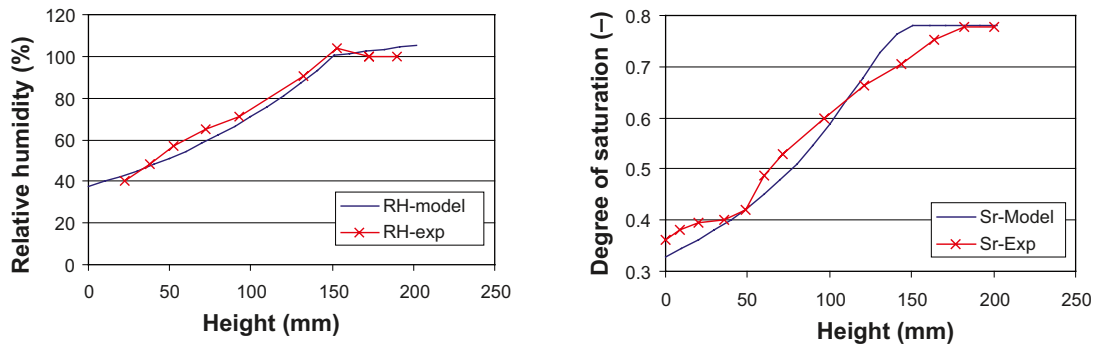 Relative humidity (%)
120
100
80
60
40
20
0
0 50 100 150 200 250
Height (mm)
RH-model
RH-exp
Degree of saturation (–)
0.8
0.7
0.6
0.5
0.4
0.3
0 50 100 150 200 250
Height (mm)
Sr-Model
Sr-Exp